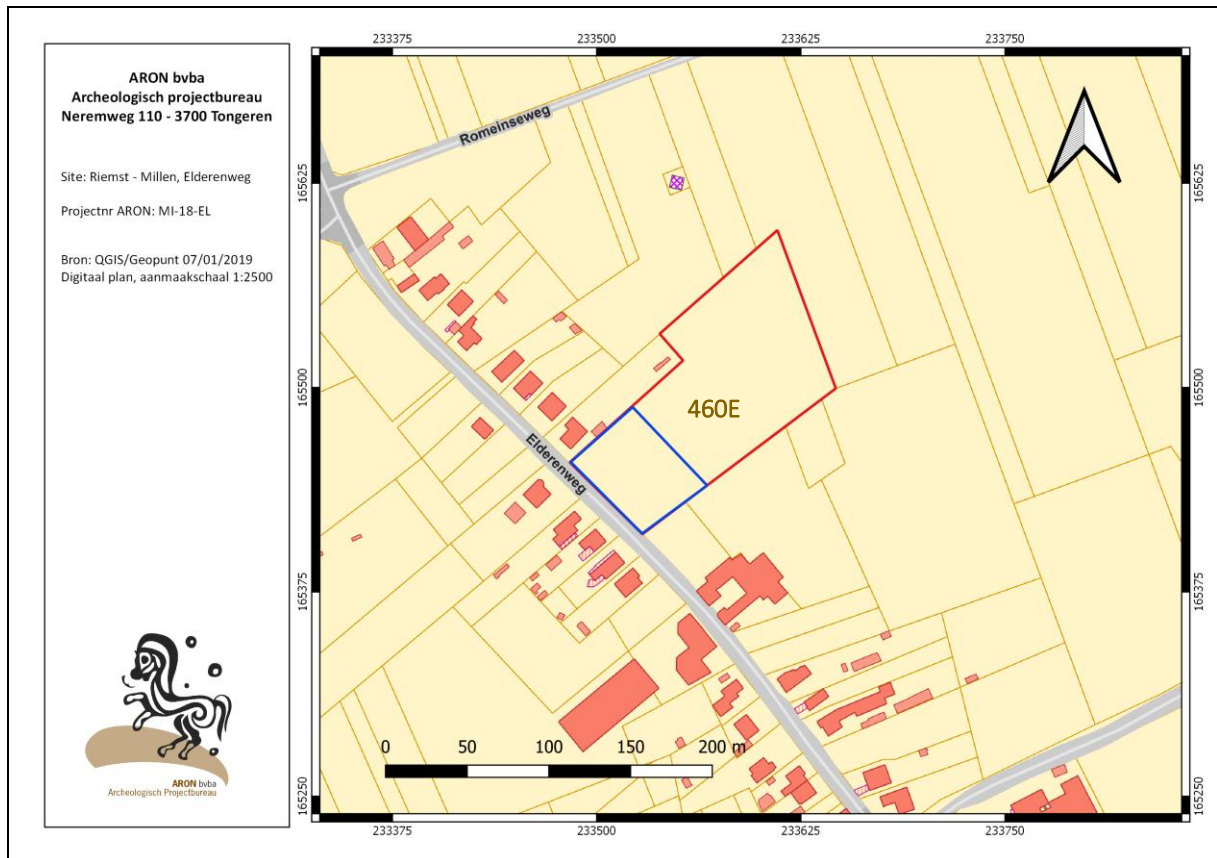 ARON bvba
Archeologisch projectbureau
Neremweg 110 - 3700 Tongeren
Site: Riemst - Millen, Elderenweg
Projectnr ARON: MI-18-EL
Bron: QGIS/Geopunt 07/01/2019
Digitaal plan, aanmaakschaal 1:2500
ARON bvba
Archeologisch Projectbureau
233375 233500 233625 233750
165625 165625
165500 165500
165375 165375
165250 165250
Romeinseweg
460E
Elderenweg
0 50 100 150 200 m
233375 233500 233625 233750